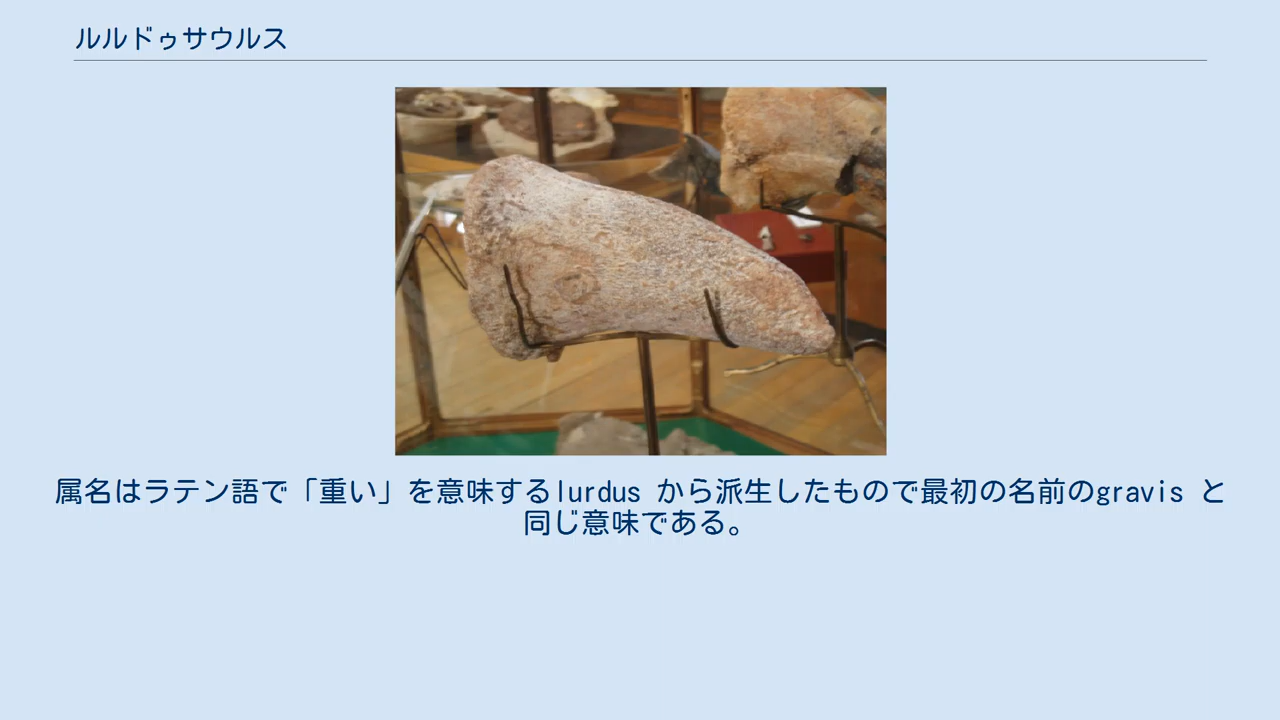 ルルドゥサウルス
属名はラテン語で「重い」を意味するlurdus から派生したもので最初の名前のgravis と
同じ意味である。